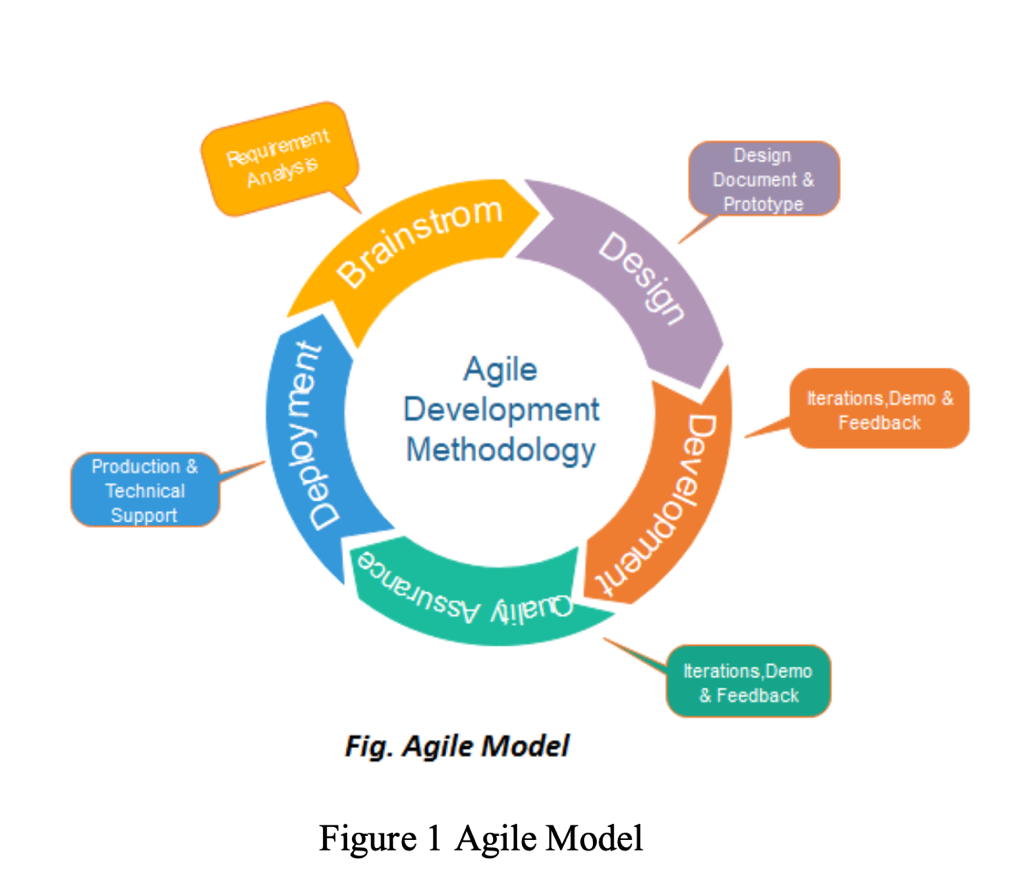 Requirement
Analysis
Brainstrom
Design
Document &
Prototype
Design
Iterations,Demo &
Feedback
Development
Iterations,Demo
& Feedback
Quality Assurance
Production &
Technical
Support
Deployment
Agile
Development
Methodology
Fig. Agile Model
Figure 1 Agile Model